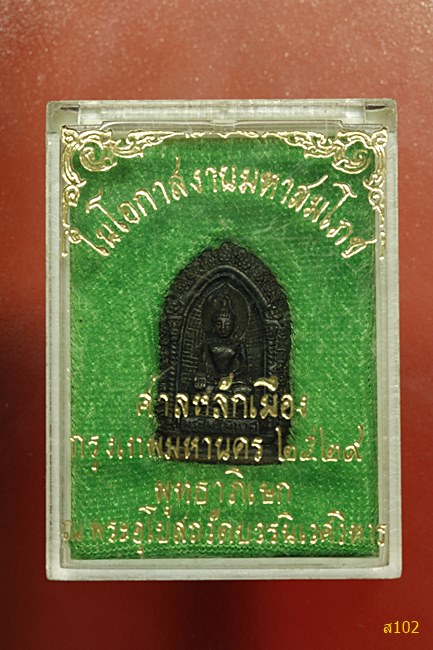 ในโอกาสงานมหาสมโภช
ศาลหลักเมือง
กรุงเทพมหานคร ๒๕๒๙
พุทธาภิเษก
ณ พระอุโบสถวัดบวรนิเวศวิหาร
ส102